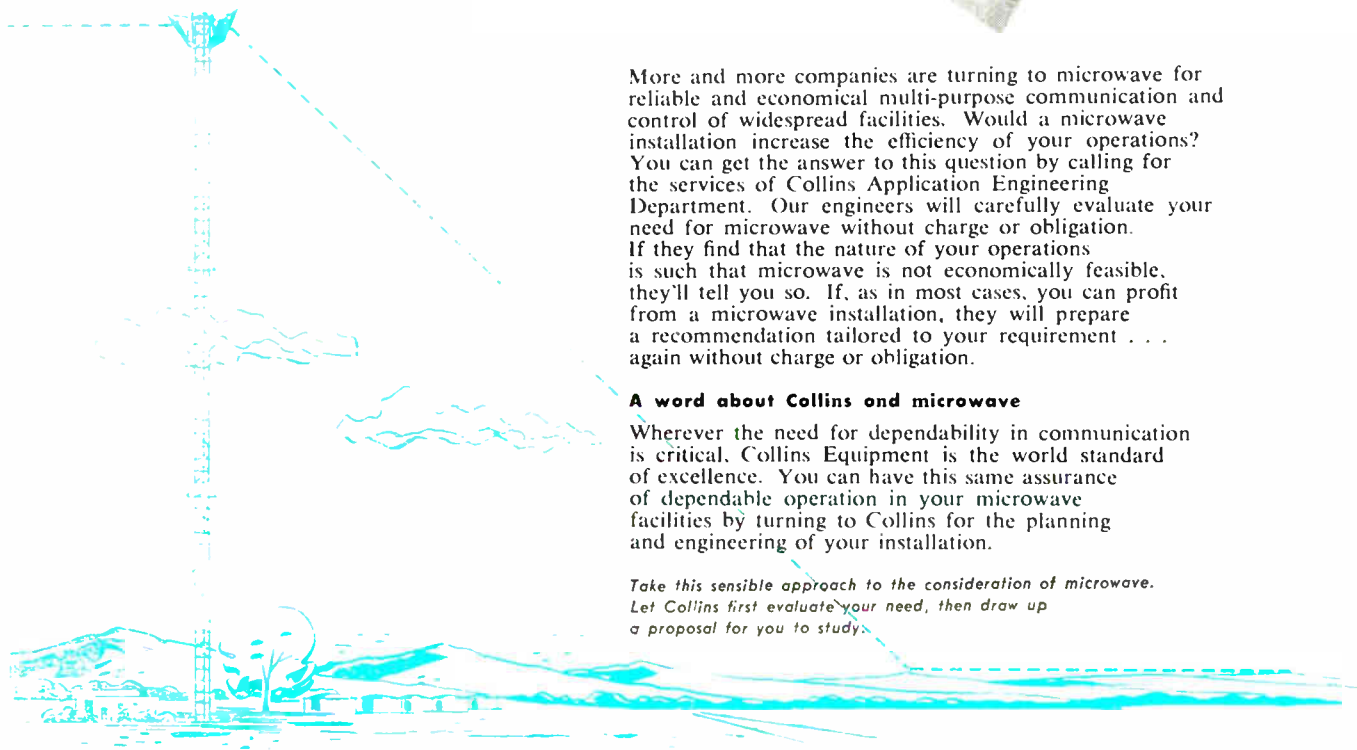 More and more companies are turning to microwave for
reliable and economical multi-purpose communication and
control of widespread facilities. Would a microwave
installation increase the efficiency of your operations?
You can get the answer to this question by calling for
the services of Collins Application Engineering
Department. Our engineers will carefully evaluate your
need for microwave without charge or obligation.
If they find that the nature of your operations
is such that microwave is not economically feasible,
they'll tell you so. If, as in most cases, you can profit
from a microwave installation, they will prepare
a recommendation tailored to your requirement . . .
again without charge or obligation.
A word about Collins and microwave
Wherever the need for dependability in communication
is critical, Collins Equipment is the world standard
of excellence. You can have this same assurance
of dependable operation in your microwave
facilities by turning to Collins for the planning
and engineering of your installation.
Take this sensible approach to the consideration of microwave.
Let Collins first evaluate your need, then draw up
a proposal for you to study.